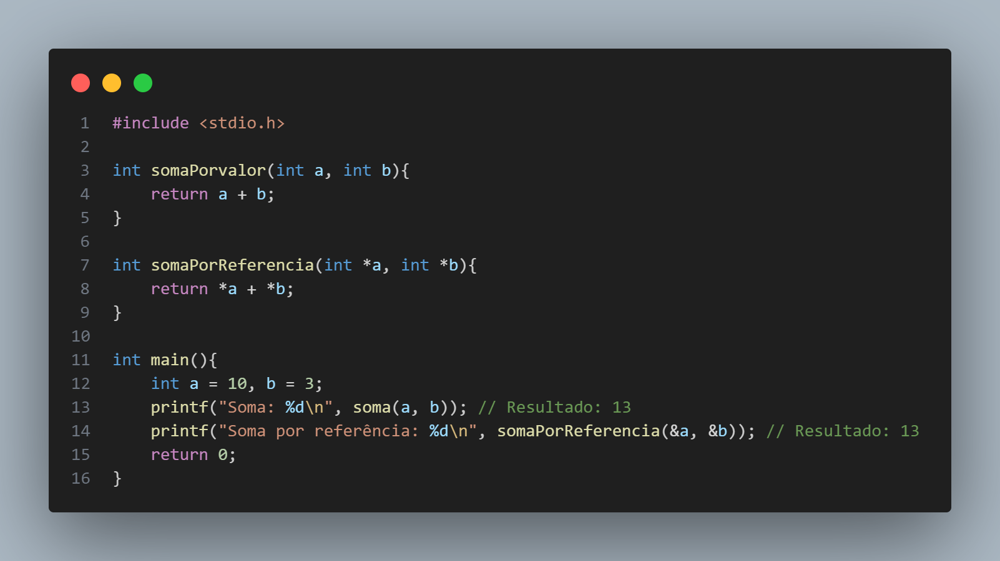 1 #include <stdio.h>
2
3 int somaPorvalor(int a, int b){
4     return a + b;
5 }
6
7 int somaPorReferencia(int *a, int *b){
8     return *a + *b;
9 }
10
11 int main(){
12     int a = 10, b = 3;
13     printf("Soma: %d\n", soma(a, b)); // Resultado: 13
14     printf("Soma por referência: %d\n", somaPorReferencia(&a, &b)); // Resultado: 13
15     return 0;
16 }